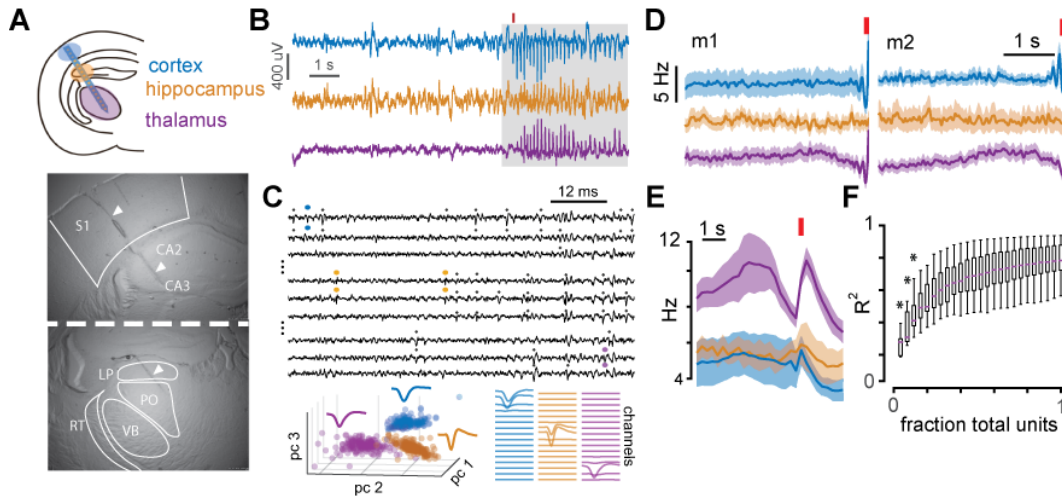 A
cortex
hippocampus
thalamus
S1
CA2
CA3
LP
PO
RT
VB
B
400 uV
1 s
C
12 ms
pc 3
pc 2
pc 1
channels
D
m1
m2
1 s
5 Hz
E
1 s
12
Hz
4
F
1
R²
0
0
fraction total units
1